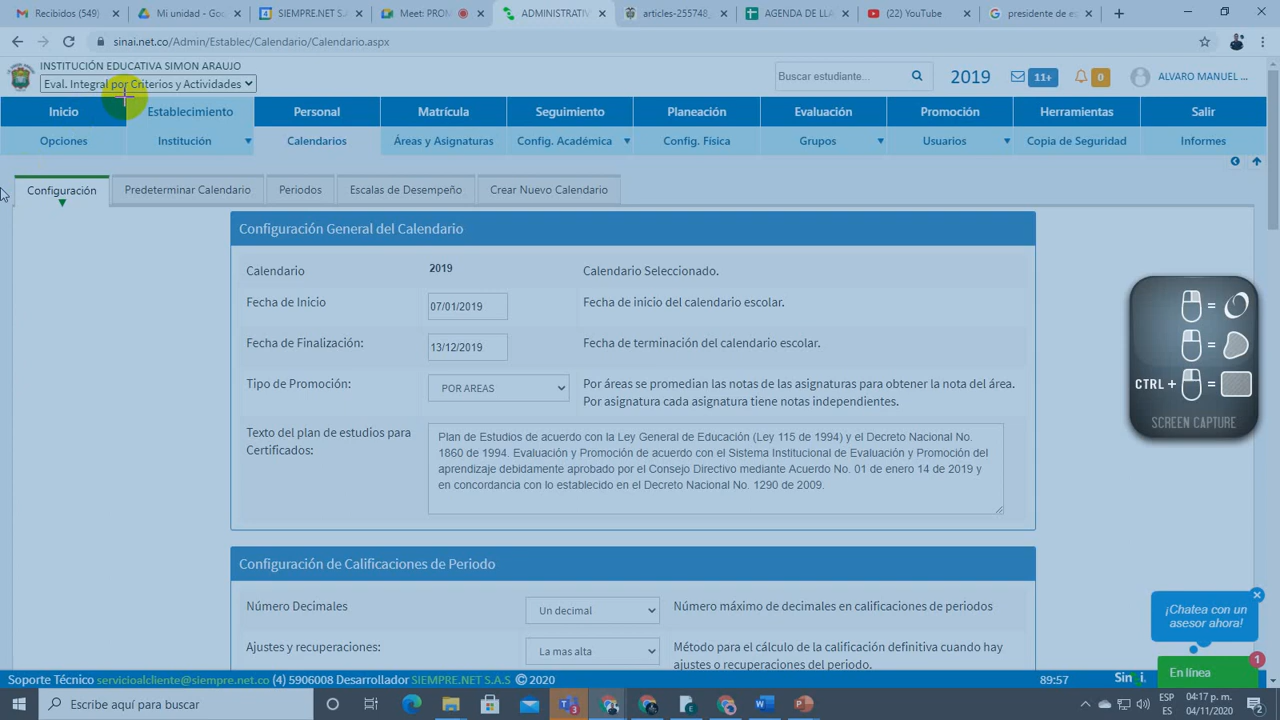 Recibidos (549)
Mi unidad - Goo
SIEMPRE.NET S.A.S
Meet: PROM
ADMINISTRATIV
articles-255748_
AGENDA DE LLA
(22) YouTube
presidente de es
sinai.net.co/Admin/Establec/Calendario/Calendario.aspx
INSTITUCIÓN EDUCATIVA SIMON ARAUJO
Eval. Integral por Criterios y Actividades
Buscar estudiante...
2019
11+
0
ALVARO MANUEL ...
Inicio
Establecimiento
Personal
Matrícula
Seguimiento
Planeación
Evaluación
Promoción
Herramientas
Salir
Opciones
Institución
Calendarios
Áreas y Asignaturas
Config. Académica
Config. Física
Grupos
Usuarios
Copia de Seguridad
Informes
Configuración
Predeterminar Calendario
Periodos
Escalas de Desempeño
Crear Nuevo Calendario
Configuración General del Calendario
Calendario
2019
Calendario Seleccionado.
Fecha de Inicio
07/01/2019
Fecha de inicio del calendario escolar.
Fecha de Finalización:
13/12/2019
Fecha de terminación del calendario escolar.
Tipo de Promoción:
POR AREAS
Por áreas se promedian las notas de las asignaturas para obtener la nota del área.
Por asignatura cada asignatura tiene notas independientes.
Texto del plan de estudios para
Certificados:
Plan de Estudios de acuerdo con la Ley General de Educación (Ley 115 de 1994) y el Decreto Nacional No.
1860 de 1994. Evaluación y Promoción de acuerdo con el Sistema Institucional de Evaluación y Promoción del
aprendizaje debidamente aprobado por el Consejo Directivo mediante Acuerdo No. 01 de enero 14 de 2019 y
en concordancia con lo establecido en el Decreto Nacional No. 1290 de 2009.
CTRL +
SCREEN CAPTURE
Configuración de Calificaciones de Periodo
Número Decimales
Un decimal
Número máximo de decimales en calificaciones de periodos
Ajustes y recuperaciones:
La mas alta
Método para el cálculo de la calificación definitiva cuando hay
ajustes o recuperaciones del periodo.
¡Chatea con un
asesor ahora!
En línea
1
Soporte Técnico servicioalcliente@siempre.net.co (4) 5906008 Desarrollador SIEMPRE.NET S.A.S © 2020
89:57
Sinai.
Escribe aquí para buscar
ESP
ES
04:17 p. m.
04/11/2020
2